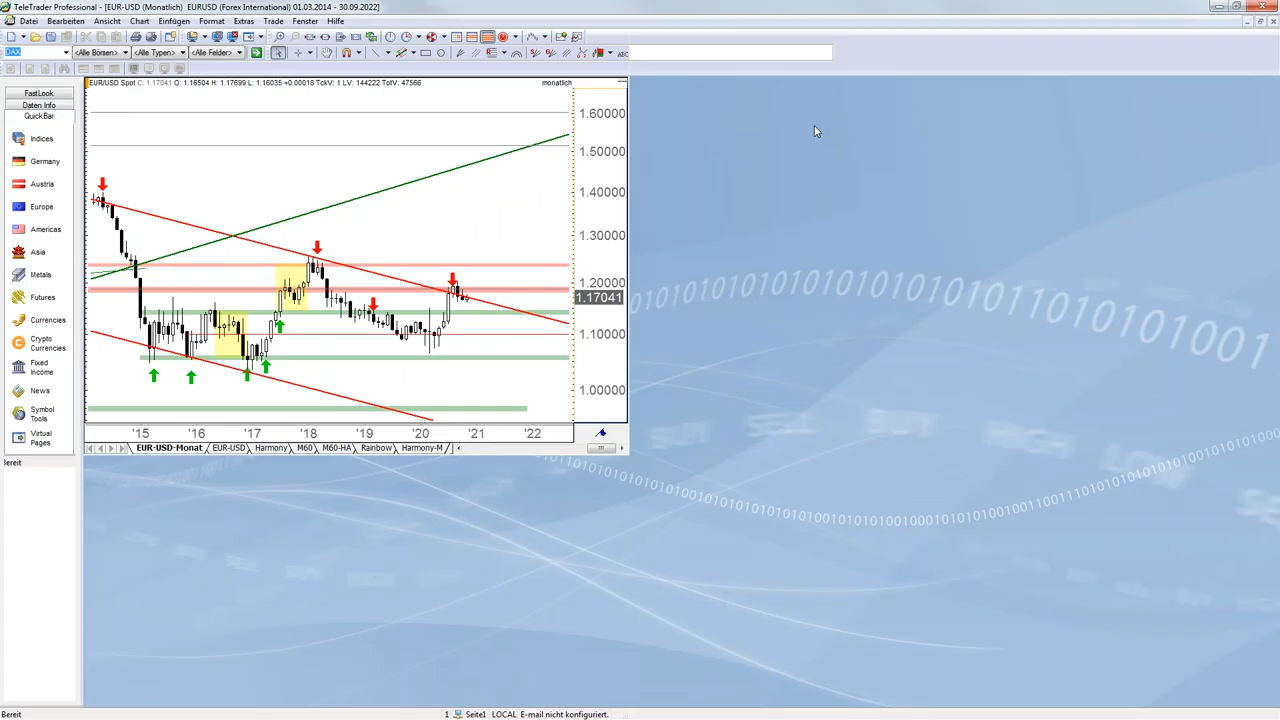 TeleTrader Professional - [EUR-USD (Monatlich)  EURUSD (Forex International) 01.03.2014 - 30.09.2022]
Datei Bearbeiten Ansicht Chart Einfügen Format Extras Trade Fenster Hilfe
DAX <Alle Börsen> <Alle Typen> <Alle Felder> ABC
EUR/USD Spot C: 1.17041 O: 1.16504 H: 1.17699 L: 1.16035 +0.00018 TckV: 1 LV: 144222 TotV: 47566 monatlich
FastLook
Daten Info
QuickBar
Indices
Germany
Austria
Europe
Americas
Asia
Metals
Futures
Currencies
Crypto
Currencies
Fixed
Income
News
Symbol
Tools
Virtual
Pages
1.60000
1.50000
1.40000
1.30000
1.20000
1.17041
1.10000
1.00000
'15 '16 '17 '18 '19 '20 '21 '22
EUR-USD-Monat EUR-USD Harmony M60 M60-HA Rainbow Harmony-M
Bereit
Bereit 1 Seite1 LOCAL E-mail nicht konfiguriert.